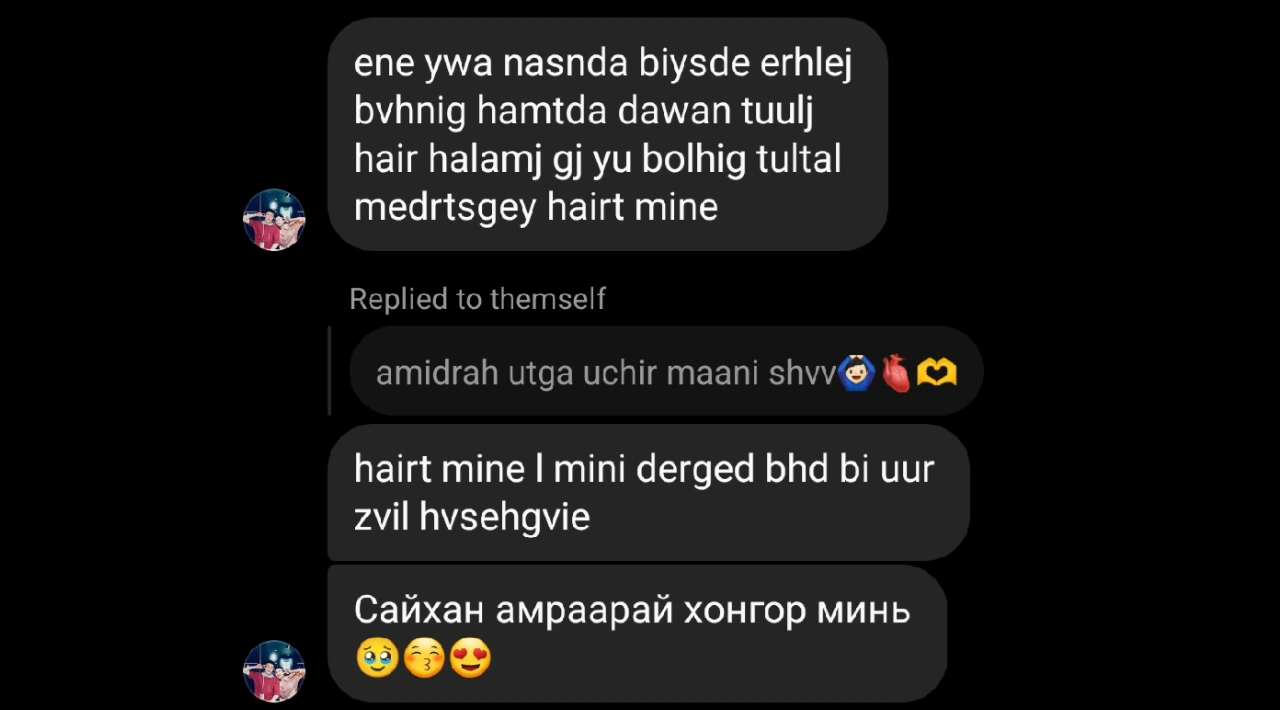 ene ywa nasnda biysde erhlej
bvhnig hamtda dawan tuulj
hair halamj gj yu bolhig tultal
medrtsgey hairt mine
Replied to themself
amidrah utga uchir maani shvv🙆🏻‍♂️🫀🫶
hairt mine l mini derged bhd bi uur
zvil hvsehgvie
Сайхан амраарай хонгор минь
🥹😚😍